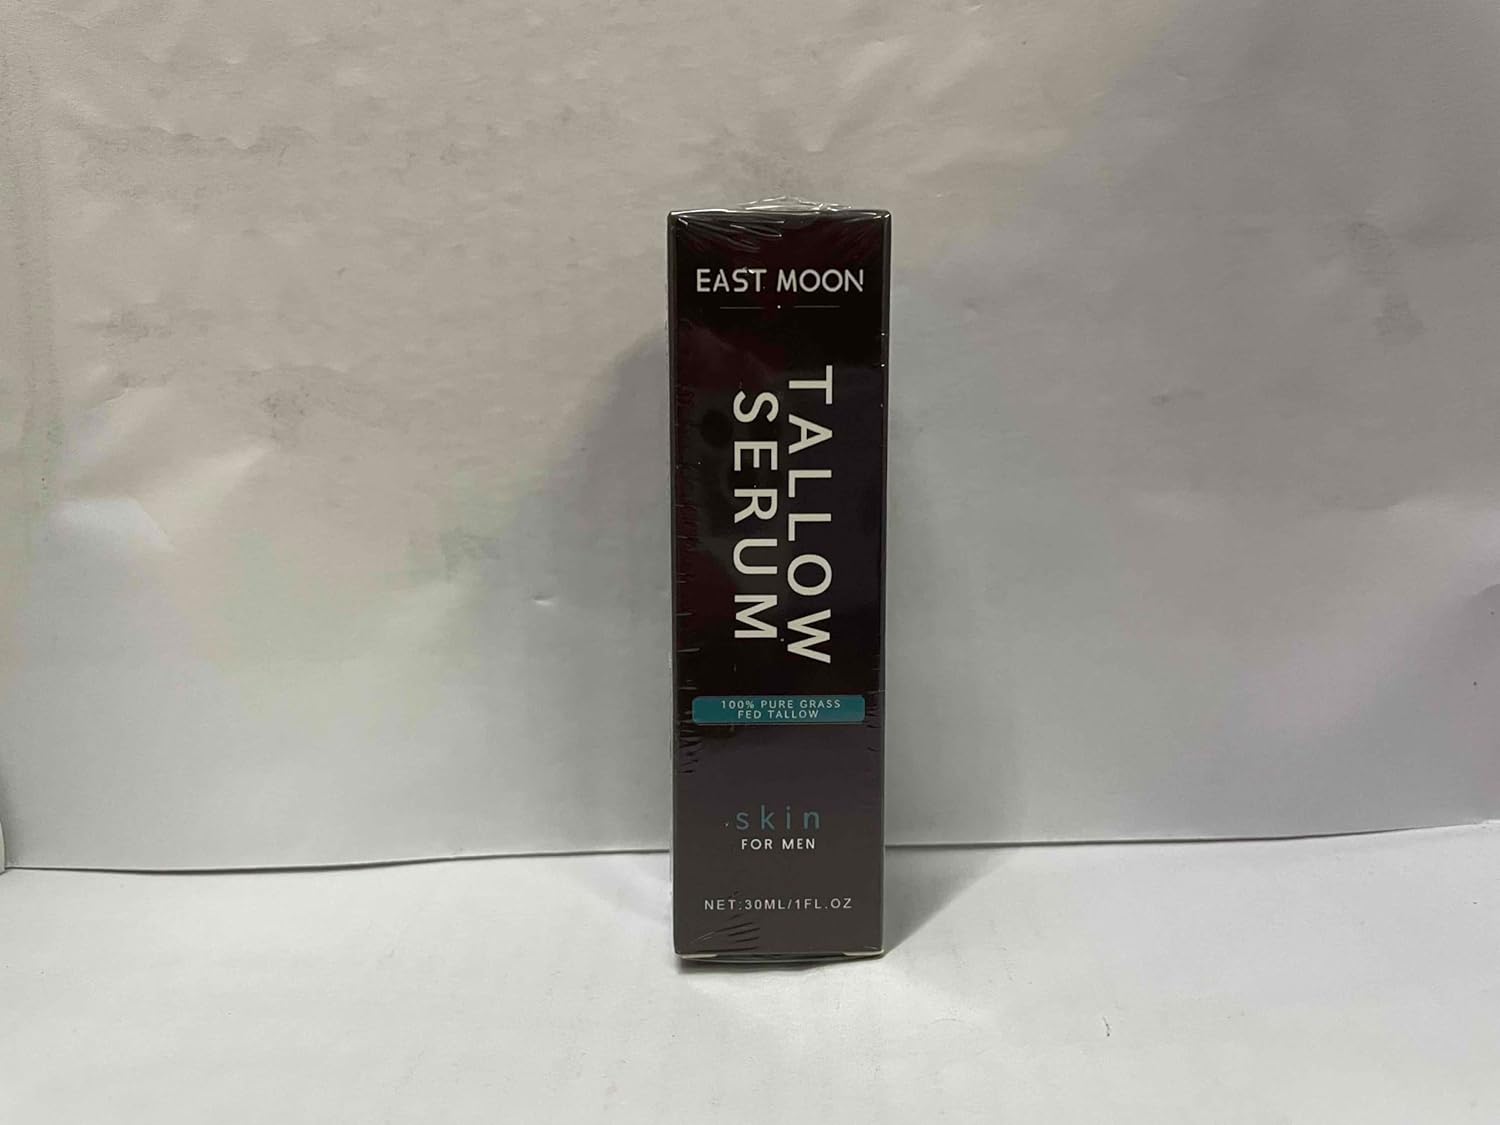 EAST MOON
TALLOW
SERUM
100% PURE GRASS
FED TALLOW
skin
FOR MEN
NET:30ML/1FL.OZ